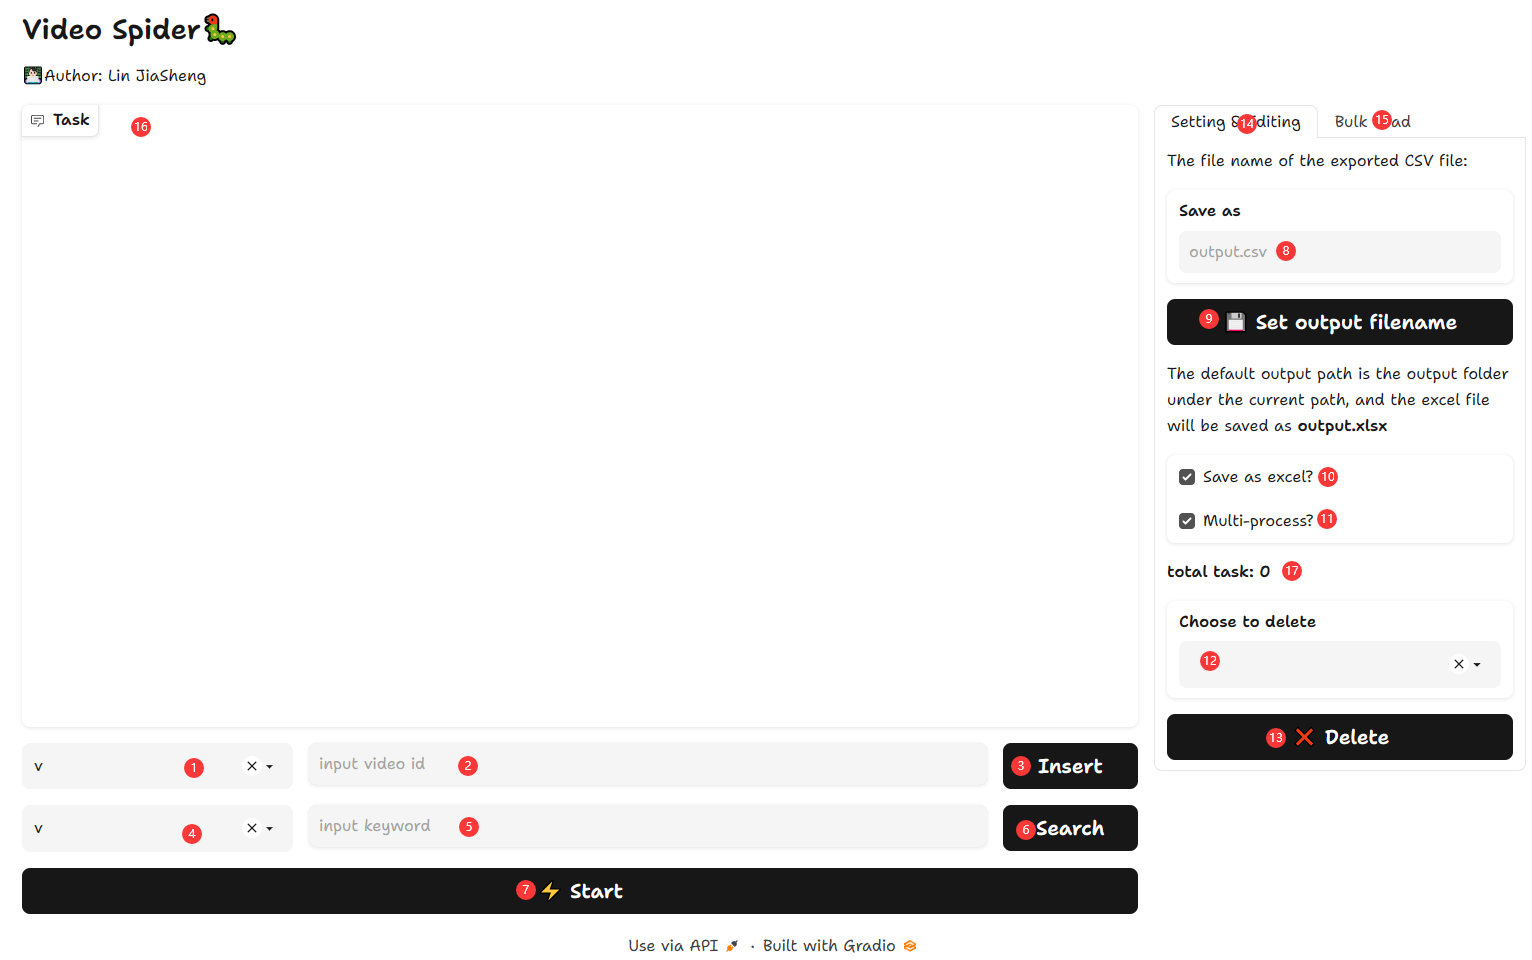 Video Spider
Author: Lin JiaSheng
Task
16
Setting & 14 diting
Bulk 15 ad
The file name of the exported CSV file:
Save as
output.csv 8
9 Set output filename
The default output path is the output folder
under the current path, and the excel file
will be saved as output.xlsx
Save as excel? 10
Multi-process? 11
total task: 0 17
Choose to delete
12
13 Delete
v 1
input video id 2
3 Insert
v 4
input keyword 5
6 Search
7 Start
Use via API · Built with Gradio